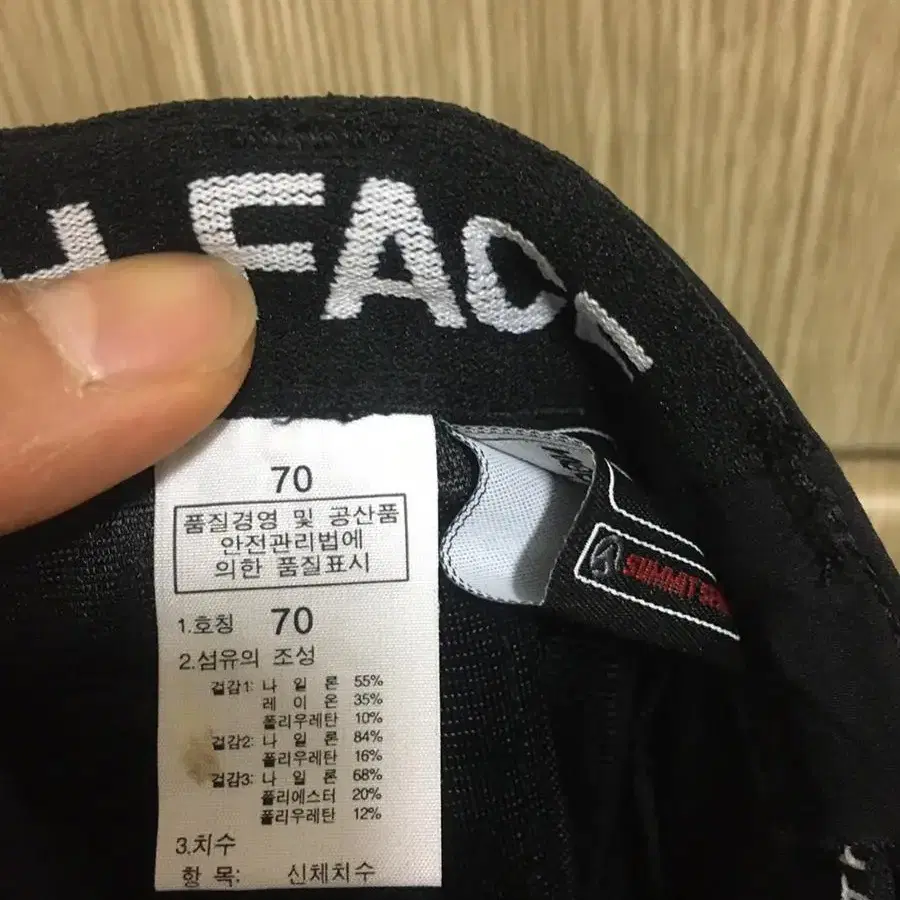 H FAC
70
품질경영 및 공산품
안전관리법에
의한 품질표시
1.호칭 70
2.섬유의 조성
겉감1: 나 일 론 55%
레 이 온 35%
폴리우레탄 10%
겉감2: 나 일 론 84%
폴리우레탄 16%
겉감3: 나 일 론 68%
폴리에스터 20%
폴리우레탄 12%
3.치수
항 목: 신체치수
SUMMIT